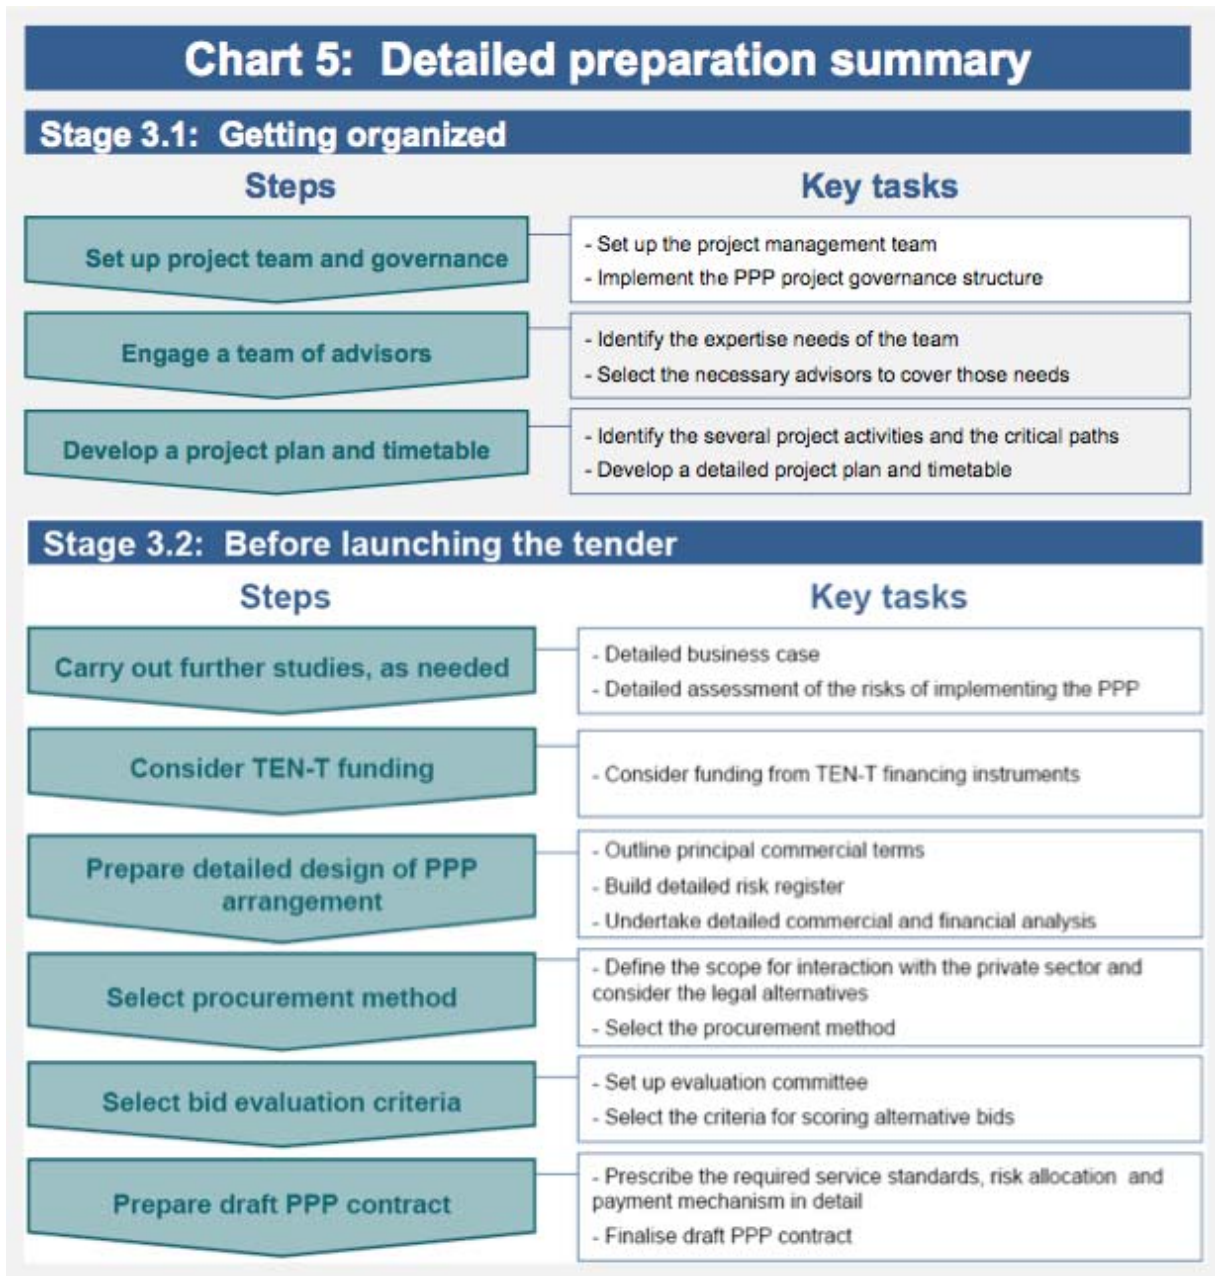 Chart 5: Detailed preparation summary
Stage 3.1: Getting organized
Steps
Key tasks
Set up project team and governance
- Set up the project management team
- Implement the PPP project governance structure
Engage a team of advisors
- Identify the expertise needs of the team
- Select the necessary advisors to cover those needs
Develop a project plan and timetable
- Identify the several project activities and the critical paths
- Develop a detailed project plan and timetable
Stage 3.2: Before launching the tender
Steps
Key tasks
Carry out further studies, as needed
- Detailed business case
- Detailed assessment of the risks of implementing the PPP
Consider TEN-T funding
- Consider funding from TEN-T financing instruments
Prepare detailed design of PPP
arrangement
- Outline principal commercial terms
- Build detailed risk register
- Undertake detailed commercial and financial analysis
Select procurement method
- Define the scope for interaction with the private sector and
consider the legal alternatives
- Select the procurement method
Select bid evaluation criteria
- Set up evaluation committee
- Select the criteria for scoring alternative bids
Prepare draft PPP contract
- Prescribe the required service standards, risk allocation and
payment mechanism in detail
- Finalise draft PPP contract